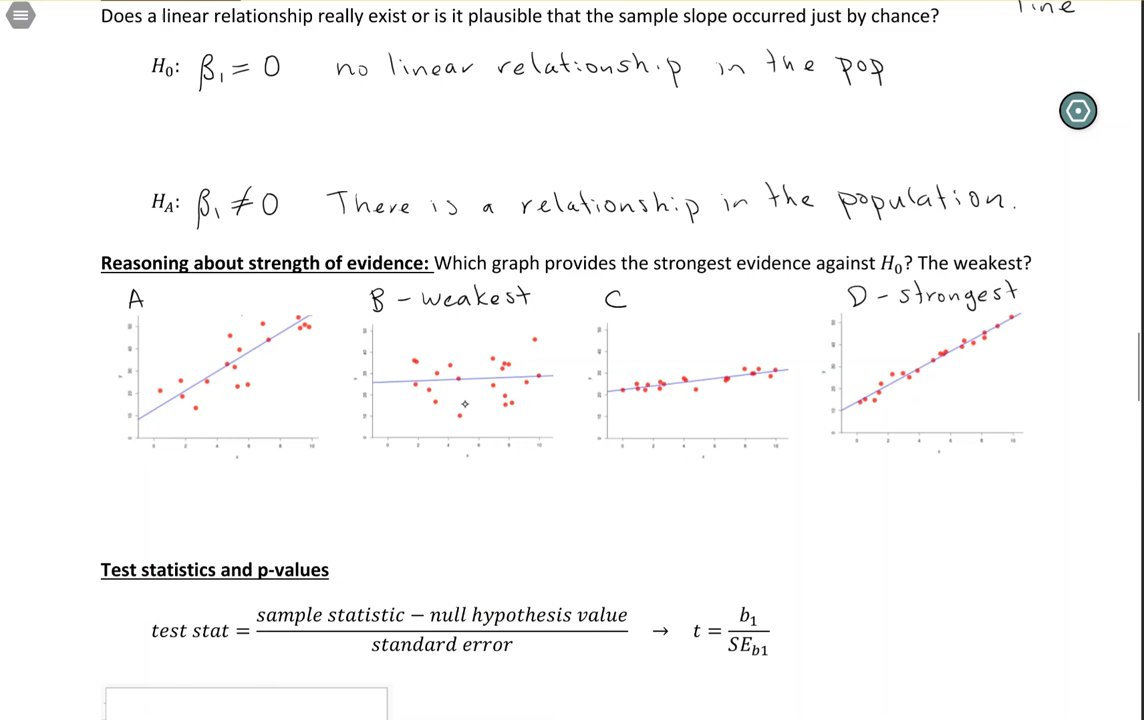 line
Does a linear relationship really exist or is it plausible that the sample slope occurred just by chance?
H₀: β₁ = 0 no linear relationship in the pop
H_A: β₁ ≠ 0 There is a relationship in the population.
Reasoning about strength of evidence: Which graph provides the strongest evidence against H₀? The weakest?
A B - weakest C D - strongest
Test statistics and p-values
test stat = (sample statistic − null hypothesis value) / (standard error) → t = b₁ / SE_b1